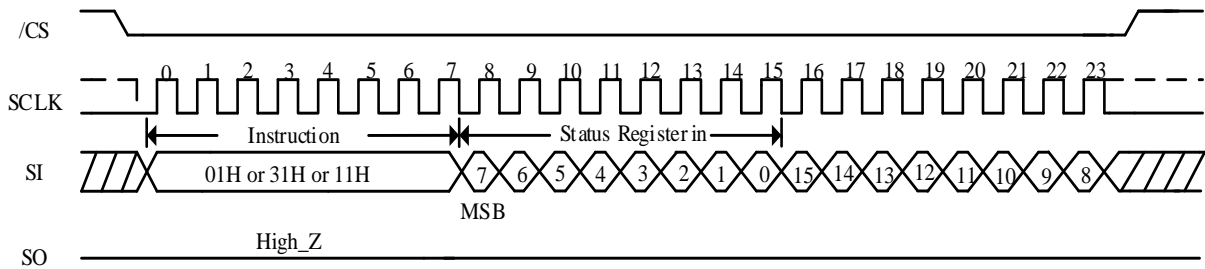 /CS
0 1 2 3 4 5 6 7 8 9 10 11 12 13 14 15 16 17 18 19 20 21 22 23
SCLK
Instruction Status Register in
SI 01H or 31H or 11H 7 6 5 4 3 2 1 0 15 14 13 12 11 10 9 8
MSB
High_Z
SO